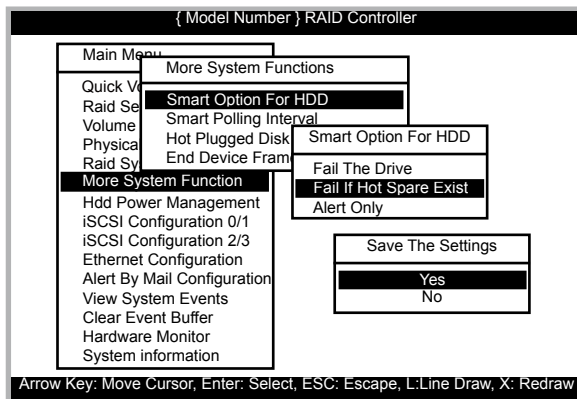 { Model Number } RAID Controller
Main Menu
Quick Vo
Raid Se
Volume
Physica
Raid Sy
More System Function
Hdd Power Management
iSCSI Configuration 0/1
iSCSI Configuration 2/3
Ethernet Configuration
Alert By Mail Configuration
View System Events
Clear Event Buffer
Hardware Monitor
System information
More System Functions
Smart Option For HDD
Smart Polling Interval
Hot Plugged Disk
End Device Fram
Smart Option For HDD
Fail The Drive
Fail If Hot Spare Exist
Alert Only
Save The Settings
Yes
No
Arrow Key: Move Cursor, Enter: Select, ESC: Escape, L:Line Draw, X: Redraw